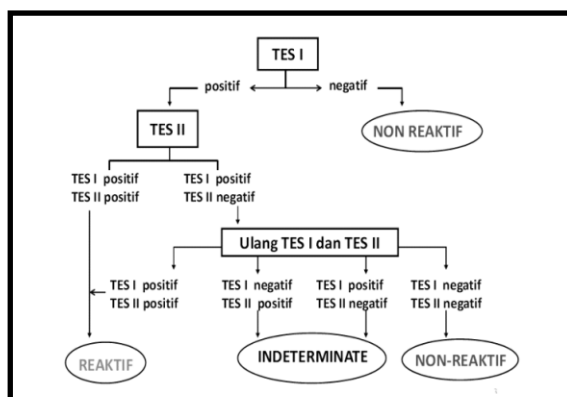 TES I
positif
negatif
TES II
NON REAKTIF
TES I positif
TES II positif
TES I positif
TES II negatif
Ulang TES I dan TES II
TES I positif
TES II positif
TES I negatif
TES II positif
TES I positif
TES II negatif
TES I negatif
TES II negatif
REAKTIF
INDETERMINATE
NON-REAKTIF